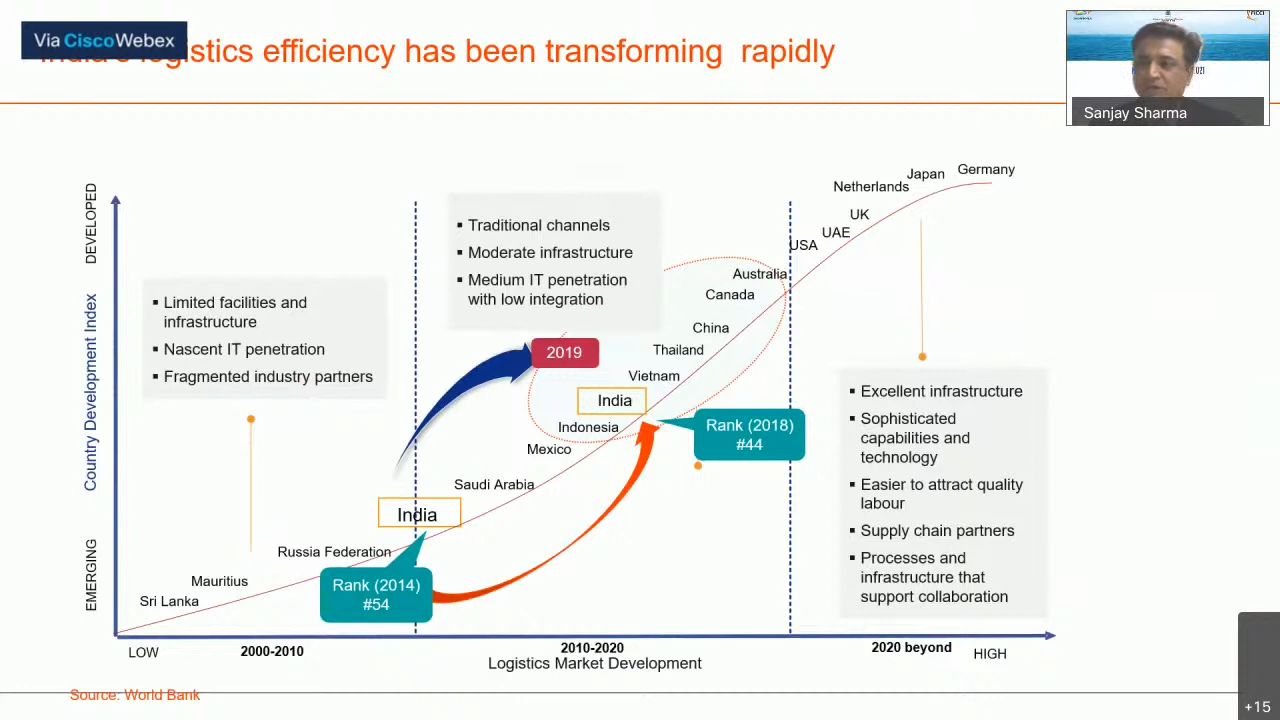 Via CiscoWebex
India's logistics efficiency has been transforming rapidly
FICCI
2021
Sanjay Sharma
DEVELOPED
Country Development Index
EMERGING
▪ Limited facilities and
infrastructure
▪ Nascent IT penetration
▪ Fragmented industry partners
▪ Traditional channels
▪ Moderate infrastructure
▪ Medium IT penetration
with low integration
Germany
Japan
Netherlands
UK
UAE
USA
Australia
Canada
China
Thailand
Vietnam
2019
India
Indonesia
Mexico
Saudi Arabia
India
Russia Federation
Mauritius
Sri Lanka
Rank (2018)
#44
Rank (2014)
#54
▪ Excellent infrastructure
▪ Sophisticated
capabilities and
technology
▪ Easier to attract quality
labour
▪ Supply chain partners
▪ Processes and
infrastructure that
support collaboration
LOW
2000-2010
2010-2020
2020 beyond
HIGH
Logistics Market Development
Source: World Bank
+15